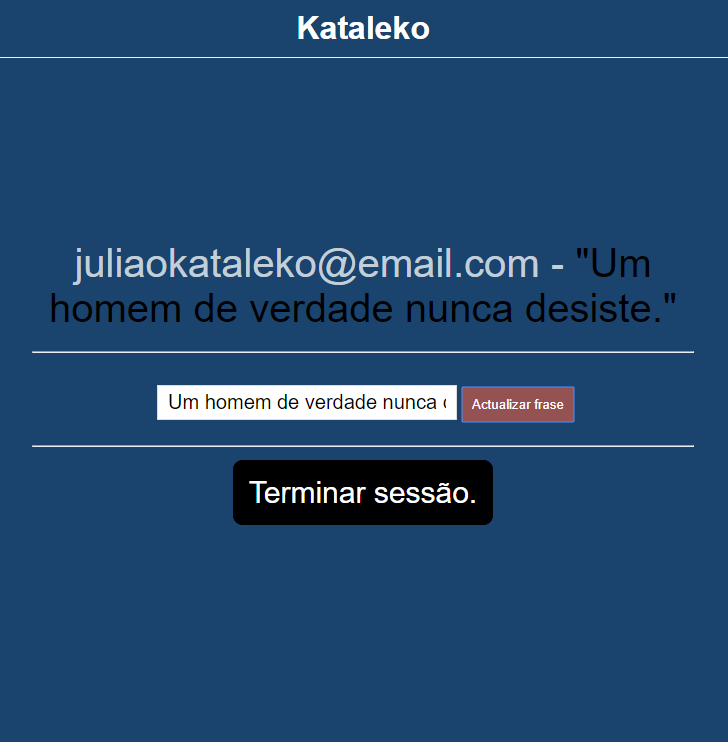 Kataleko
juliaokataleko@email.com - "Um
homem de verdade nunca desiste."
Um homem de verdade nunca
Actualizar frase
Terminar sessão.